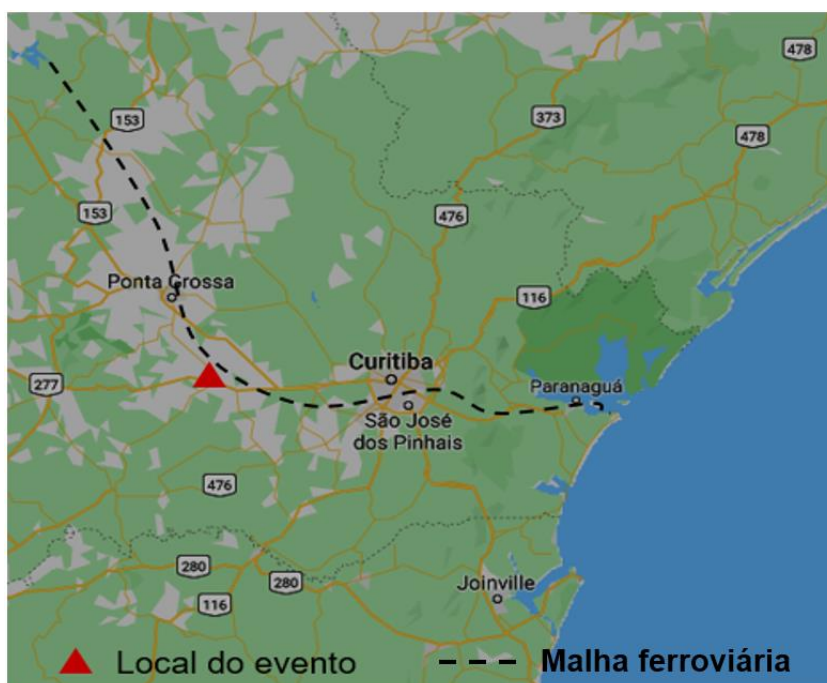 478
153
373
478
153
476
Ponta Grossa
116
Curitiba
277
Paranaguá
São José
dos Pinhais
476
280
280
Joinville
116
Local do evento
Malha ferroviária